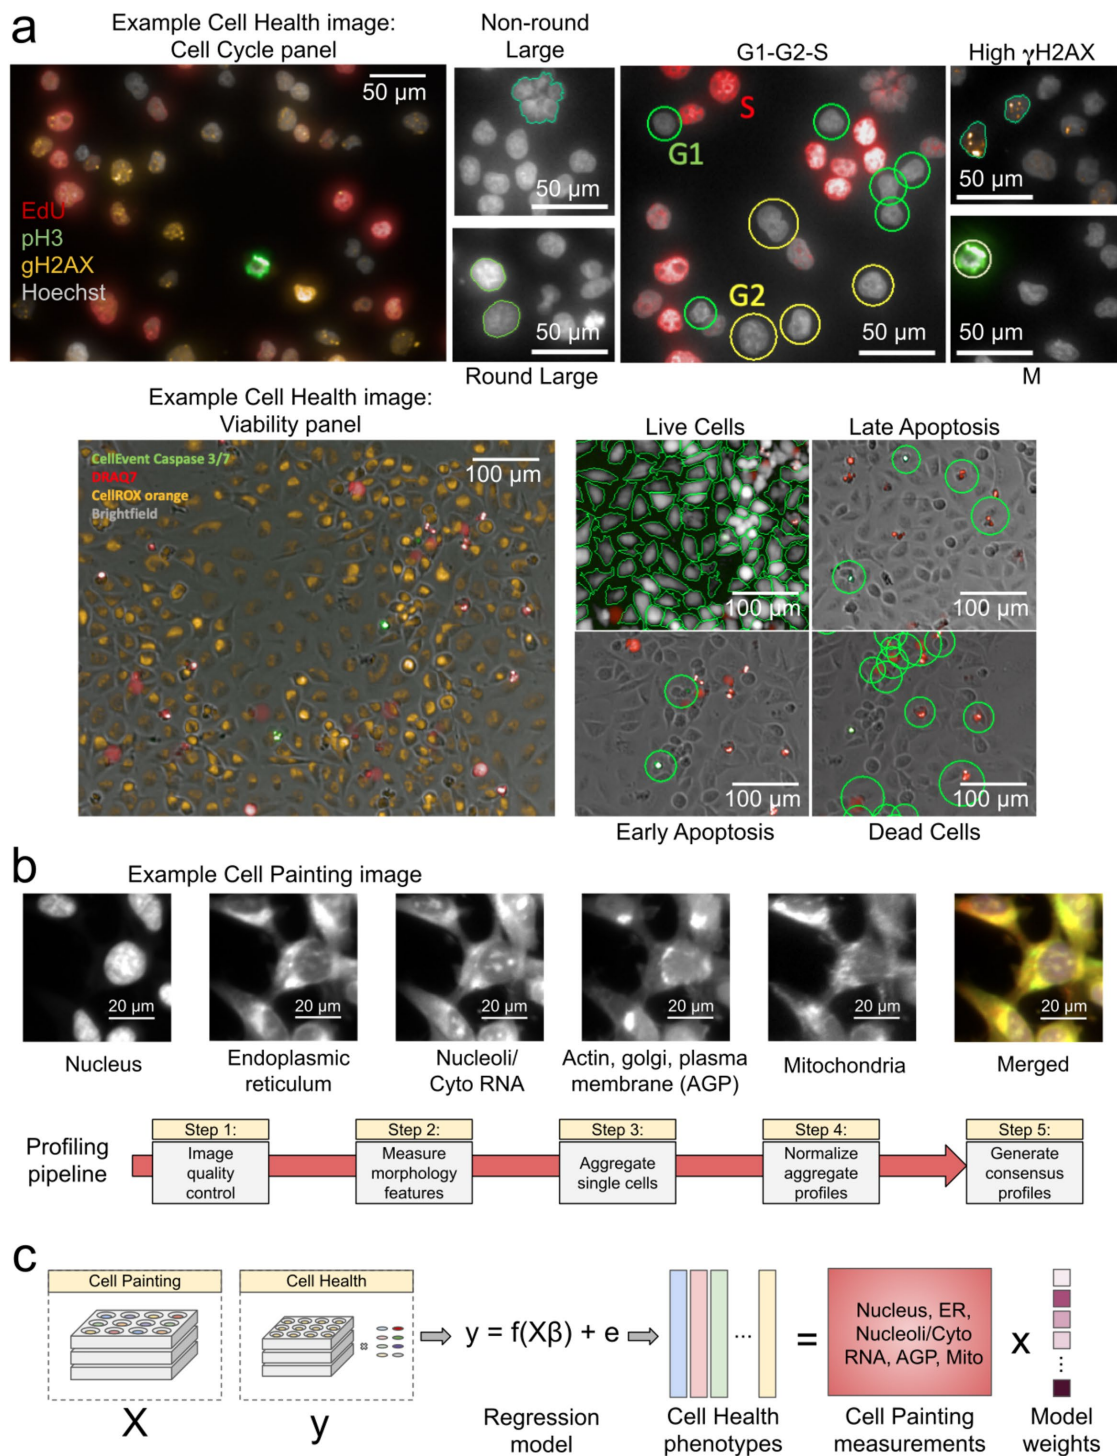 a
Example Cell Health image:
Cell Cycle panel
50 µm
EdU
pH3
gH2AX
Hoechst
Non-round
Large
50 µm
50 µm
Round Large
G1-G2-S
S
G1
G2
50 µm
High γH2AX
50 µm
50 µm
M
Example Cell Health image:
Viability panel
CellEvent Caspase 3/7
DRAQ7
CellROX orange
Brightfield
100 µm
Live Cells
100 µm
Late Apoptosis
100 µm
100 µm
Early Apoptosis
100 µm
Dead Cells
b
Example Cell Painting image
20 µm
20 µm
20 µm
20 µm
20 µm
20 µm
Nucleus
Endoplasmic
reticulum
Nucleoli/
Cyto RNA
Actin, golgi, plasma
membrane (AGP)
Mitochondria
Merged
Profiling
pipeline
Step 1:
Image
quality
control
Step 2:
Measure
morphology
features
Step 3:
Aggregate
single cells
Step 4:
Normalize
aggregate
profiles
Step 5:
Generate
consensus
profiles
c
Cell Painting
X
Cell Health
y
y = f(Xβ) + e
Regression
model
...
Cell Health
phenotypes
=
Nucleus, ER,
Nucleoli/Cyto
RNA, AGP, Mito
Cell Painting
measurements
x
Model
weights